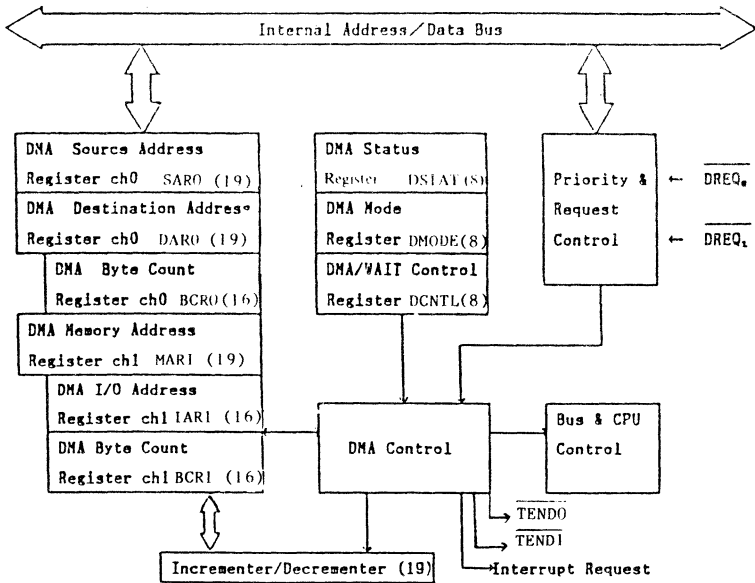 Internal Address/Data Bus
DMA Source Address
Register ch0 SAR0 (19)
DMA Destination Address
Register ch0 DAR0 (19)
DMA Byte Count
Register ch0 BCR0(16)
DMA Memory Address
Register ch1 MAR1 (19)
DMA I/O Address
Register ch1 IAR1 (16)
DMA Byte Count
Register ch1 BCR1 (16)
DMA Status
Register DSTAT(8)
DMA Mode
Register DMODE(8)
DMA/WAIT Control
Register DCNTL(8)
Priority &
Request
Control
DREQ₀
DREQ₁
DMA Control
Bus & CPU
Control
TEND0
TEND1
Interrupt Request
Incrementer/Decrementer (19)